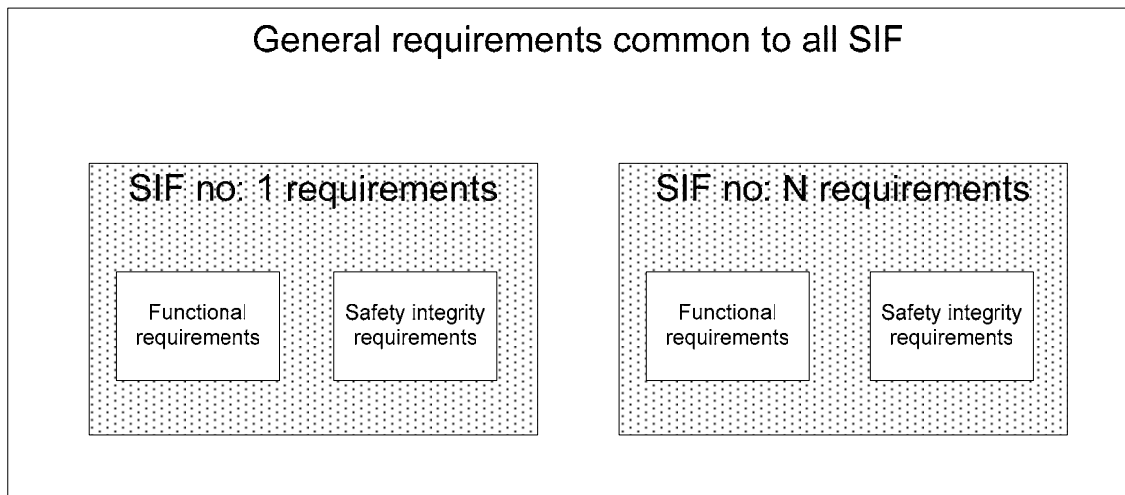 General requirements common to all SIF
SIF no: 1 requirements
Functional
requirements
Safety integrity
requirements
SIF no: N requirements
Functional
requirements
Safety integrity
requirements